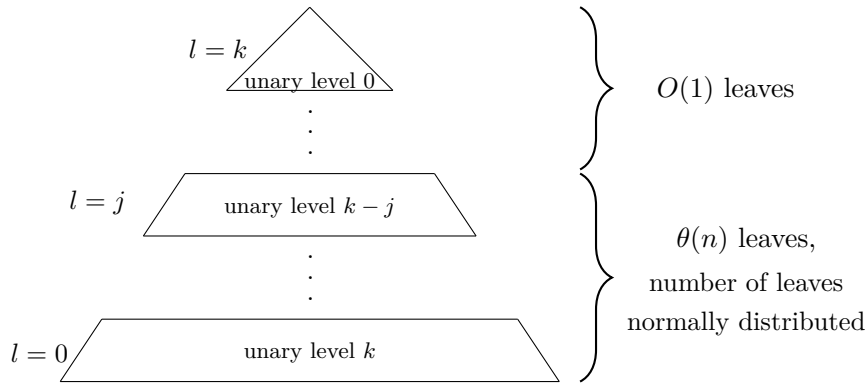 l = k
unary level 0
O(1) leaves
l = j
unary level k − j
θ(n) leaves,
number of leaves
normally distributed
l = 0
unary level k